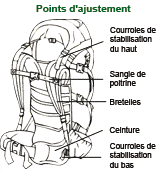 Points d'ajustement
Courroies de
stabilisation
du haut
Sangle de
poitrine
Bretelles
Ceinture
Courroies de
stabilisation
du bas